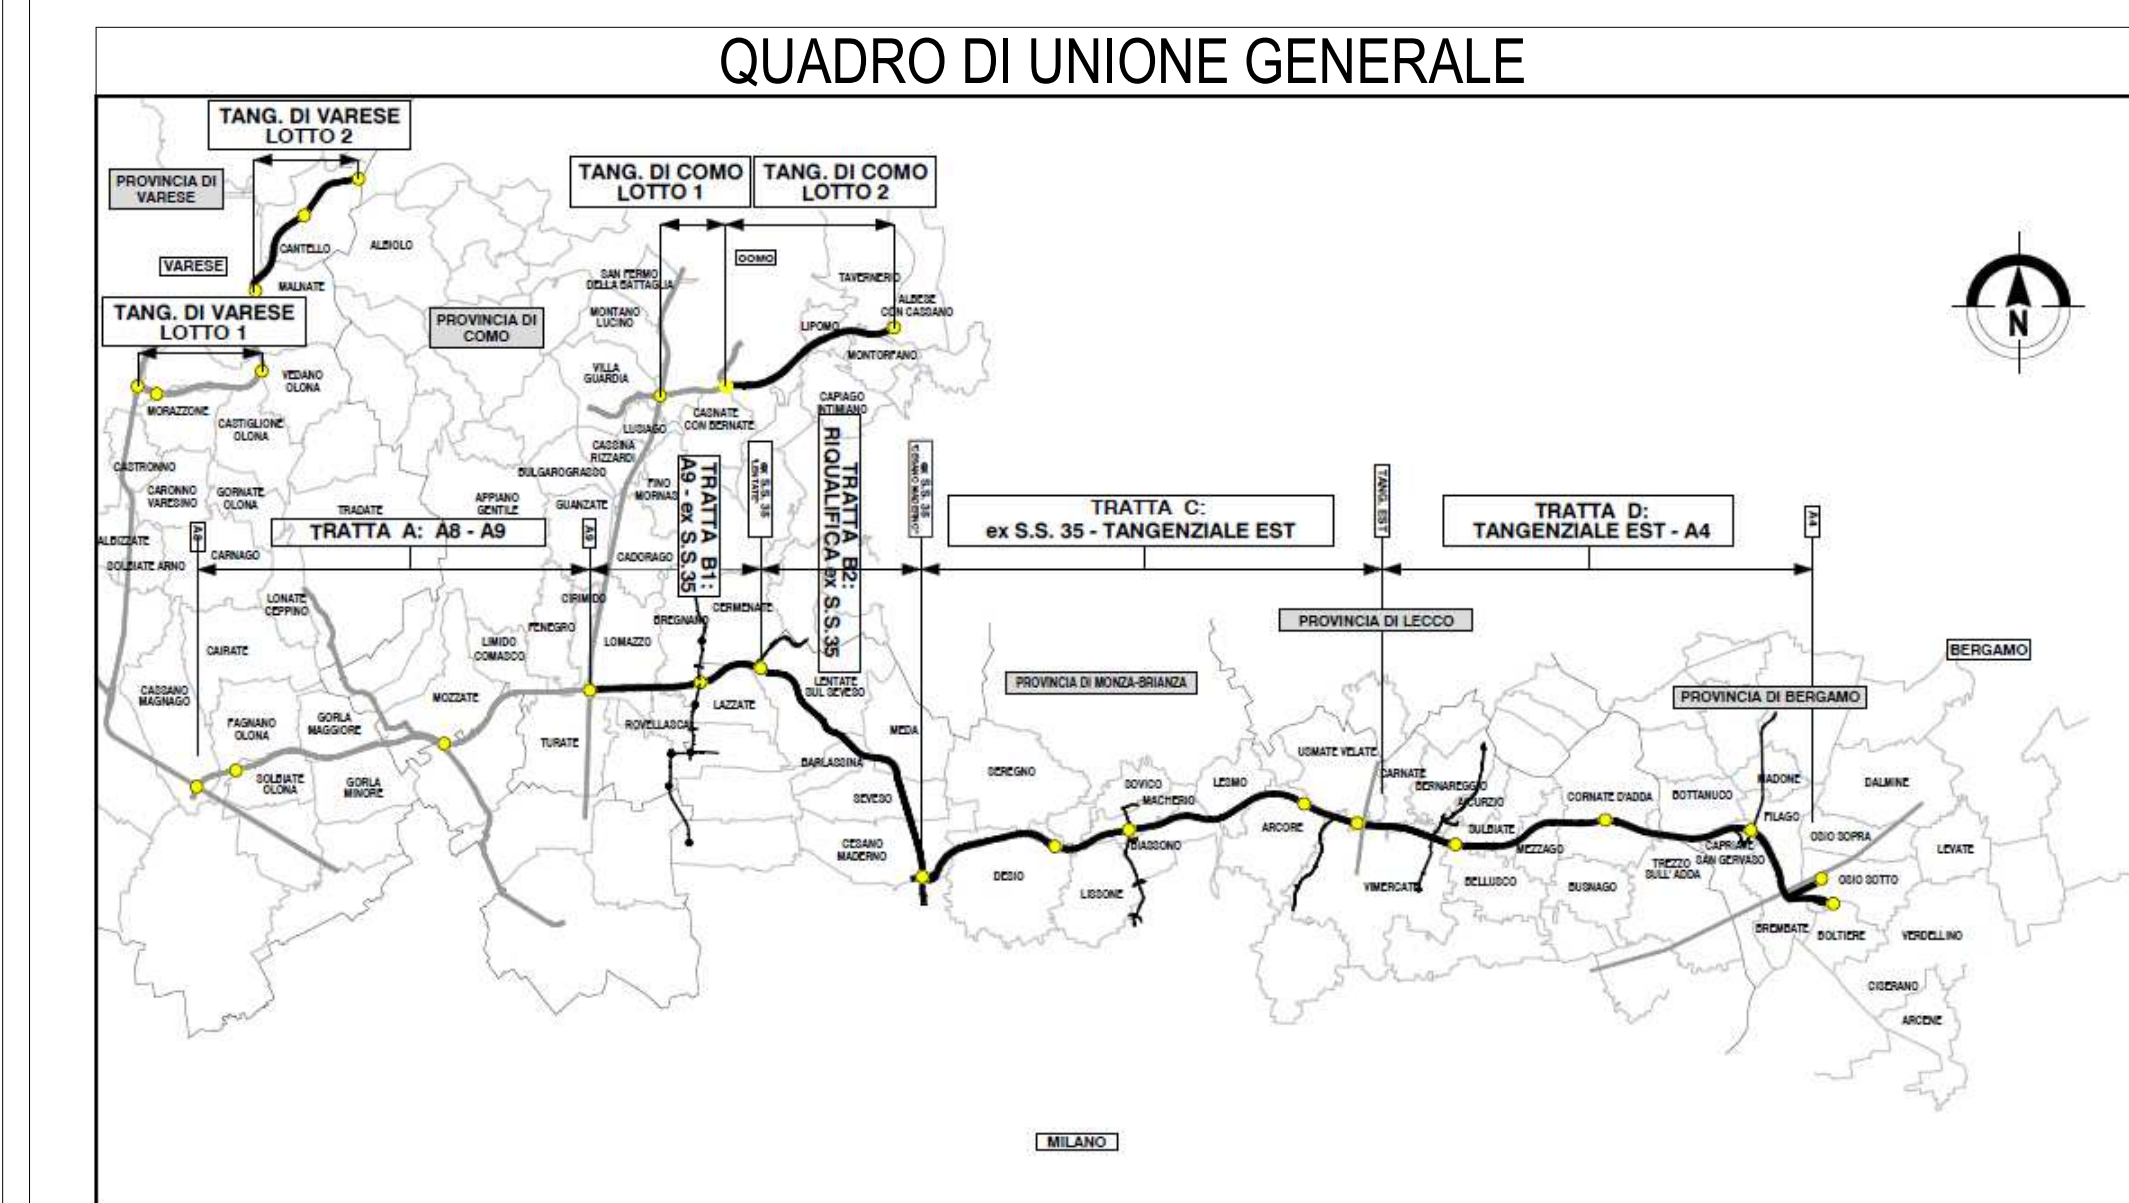 QUADRO DI UNIONE GENERALE
TANG. DI VARESE
LOTTO 2
PROVINCIA DI
VARESE
TANG. DI COMO
LOTTO 1
TANG. DI COMO
LOTTO 2
CANTELLO
ALBIOLO
VARESE
COMO
MALNATE
SAN FERMO
DELLA BATTAGLIA
TAVERNERIO
ALBESE
CON CASSANO
TANG. DI VARESE
LOTTO 1
PROVINCIA DI
COMO
MONTANO
LUCINO
LIPOMO
MONTORFANO
N
VEDANO
OLONA
VILLA
GUARDIA
MORAZZONE
CASTIGLIONE
OLONA
CAPIAGO
INTIMIANO
CASNATE
CON BERNATE
LUSIAGO
CASSINA
RIZZARDI
CASTRONNO
BULGAROGRASSO
CARONNO
VARESINO
GORNATE
OLONA
TRADATE
APPIANO
GENTILE
GUANZATE
FINO
MORNAS
TRATTA B1:
A9 - ex S.S.35
ex S.S. 35
"LENTATE"
TRATTA B2:
RIQUALIFICA ex S.S.35
ex S.S. 35
TANG. EST
A8
TRATTA A: A8 - A9
A9
TRATTA C:
ex S.S. 35 - TANGENZIALE EST
TRATTA D:
TANGENZIALE EST - A4
A4
ALBIZZATE
CARNAGO
SOLBIATE ARNO
CADORAGO
LONATE
CEPPINO
CIRIMIDO
CERMENATE
BREGNANO
FENEGRO
LIMIDO
COMASCO
LOMAZZO
PROVINCIA DI LECCO
BERGAMO
CAIRATE
CASSANO
MAGNAGO
MOZZATE
LENTATE
SUL SEVESO
PROVINCIA DI MONZA-BRIANZA
PROVINCIA DI BERGAMO
LAZZATE
FAGNANO
OLONA
GORLA
MAGGIORE
ROVELLASCA
TURATE
MEDA
USMATE VELATE
BARLASSINA
SEREGNO
SOLBIATE
OLONA
GORLA
MINORE
SOVICO
LESMO
CARNATE
BERNAREGGIO
MADONE
DALMINE
SEVESO
MACHERIO
AICURZIO
CORNATE D'ADDA
BOTTANUCO
FILAGO
ARCORE
SULBIATE
OSIO SOPRA
CESANO
MADERNO
BIASSONO
MEZZAGO
CAPRIATE
SAN GERVASO
LEVATE
DESIO
LISSONE
VIMERCATE
BELLUSCO
BUSNAGO
TREZZO
SULL' ADDA
OSIO SOTTO
BREMBATE
BOLTIERE
VERDELLINO
CISERANO
ARCENE
MILANO